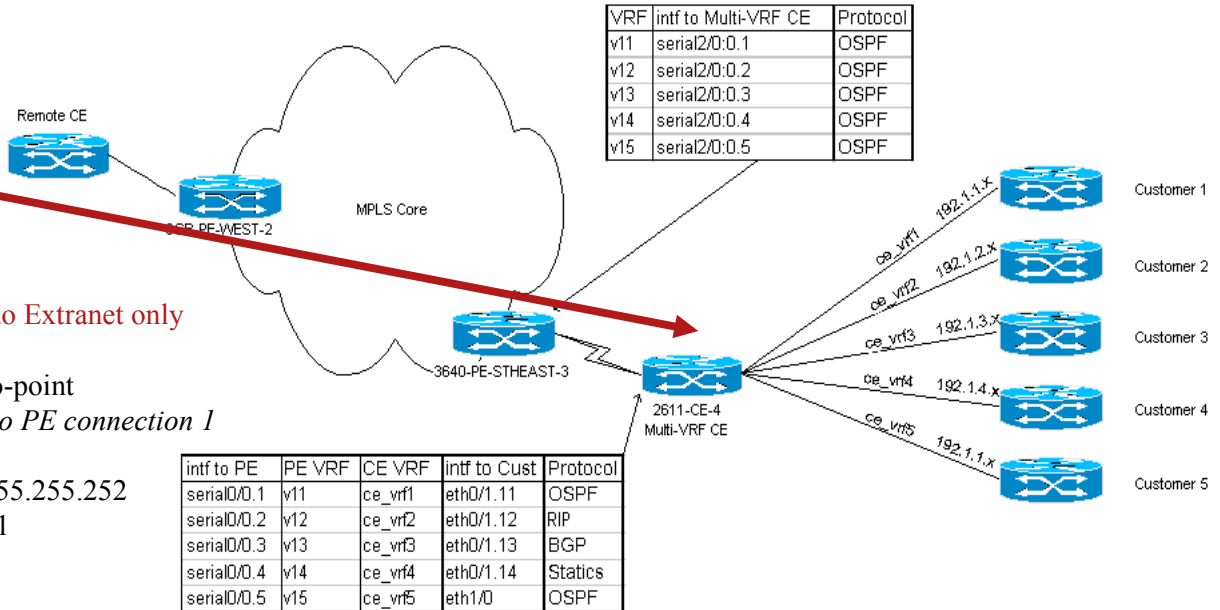 VRF intf to Multi-VRF CE Protocol
v11 serial2/0:0.1 OSPF
v12 serial2/0:0.2 OSPF
v13 serial2/0:0.3 OSPF
v14 serial2/0:0.4 OSPF
v15 serial2/0:0.5 OSPF
Remote CE
PE-WEST-2
MPLS Core
3640-PE-STHEAST-3
2611-CE-4
Multi-VRF CE
ce_vrf1 192.1.1.x
Customer 1
ce_vrf2 192.1.2.x
Customer 2
ce_vrf3 192.1.3.x
Customer 3
ce_vrf4 192.1.4.x
Customer 4
ce_vrf5 192.1.1.x
Customer 5
Extranet only
-point
PE connection 1
55.255.252
1
intf to PE PE VRF CE VRF intf to Cust Protocol
serial0/0.1 v11 ce_vrf1 eth0/1.11 OSPF
serial0/0.2 v12 ce_vrf2 eth0/1.12 RIP
serial0/0.3 v13 ce_vrf3 eth0/1.13 BGP
serial0/0.4 v14 ce_vrf4 eth0/1.14 Statics
serial0/0.5 v15 ce_vrf5 eth1/0 OSPF